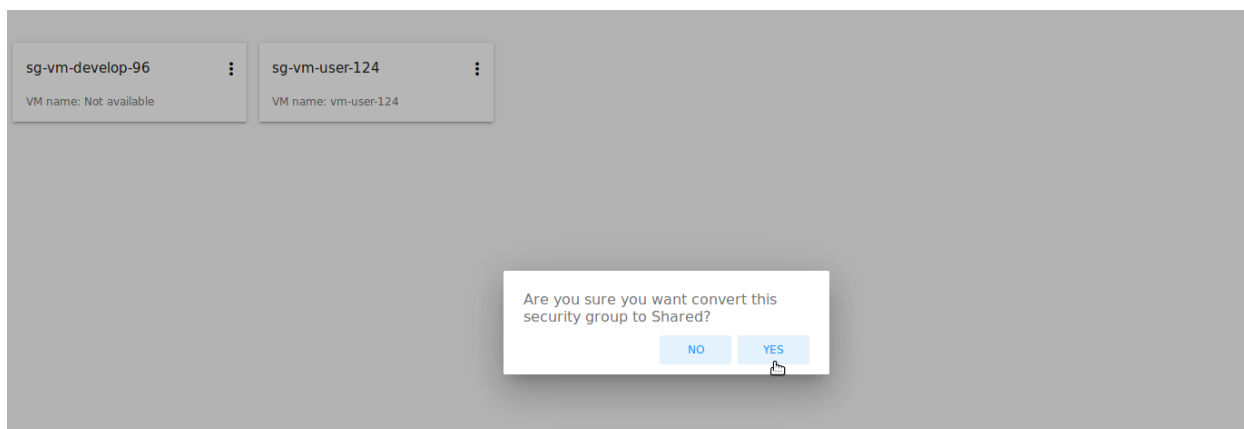 sg-vm-develop-96
VM name: Not available
sg-vm-user-124
VM name: vm-user-124
Are you sure you want convert this
security group to Shared?
NO
YES